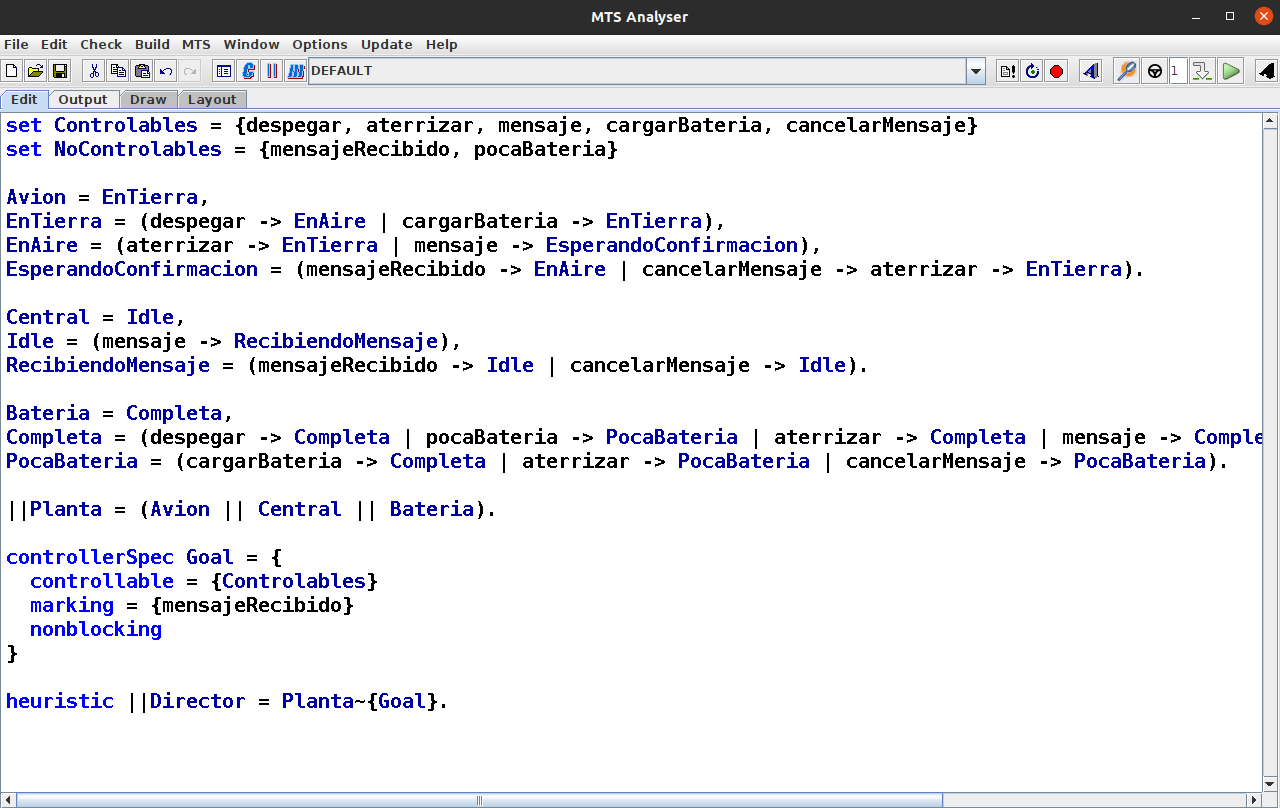 MTS Analyser
File Edit Check Build MTS Window Options Update Help
DEFAULT
1
Edit Output Draw Layout
set Controlables = {despegar, aterrizar, mensaje, cargarBateria, cancelarMensaje}
set NoControlables = {mensajeRecibido, pocaBateria}
Avion = EnTierra,
EnTierra = (despegar -> EnAire | cargarBateria -> EnTierra),
EnAire = (aterrizar -> EnTierra | mensaje -> EsperandoConfirmacion),
EsperandoConfirmacion = (mensajeRecibido -> EnAire | cancelarMensaje -> aterrizar -> EnTierra).
Central = Idle,
Idle = (mensaje -> RecibiendoMensaje),
RecibiendoMensaje = (mensajeRecibido -> Idle | cancelarMensaje -> Idle).
Bateria = Completa,
Completa = (despegar -> Completa | pocaBateria -> PocaBateria | aterrizar -> Completa | mensaje -> Comple
PocaBateria = (cargarBateria -> Completa | aterrizar -> PocaBateria | cancelarMensaje -> PocaBateria).
||Planta = (Avion || Central || Bateria).
controllerSpec Goal = {
controllable = {Controlables}
marking = {mensajeRecibido}
nonblocking
}
heuristic ||Director = Planta~{Goal}.